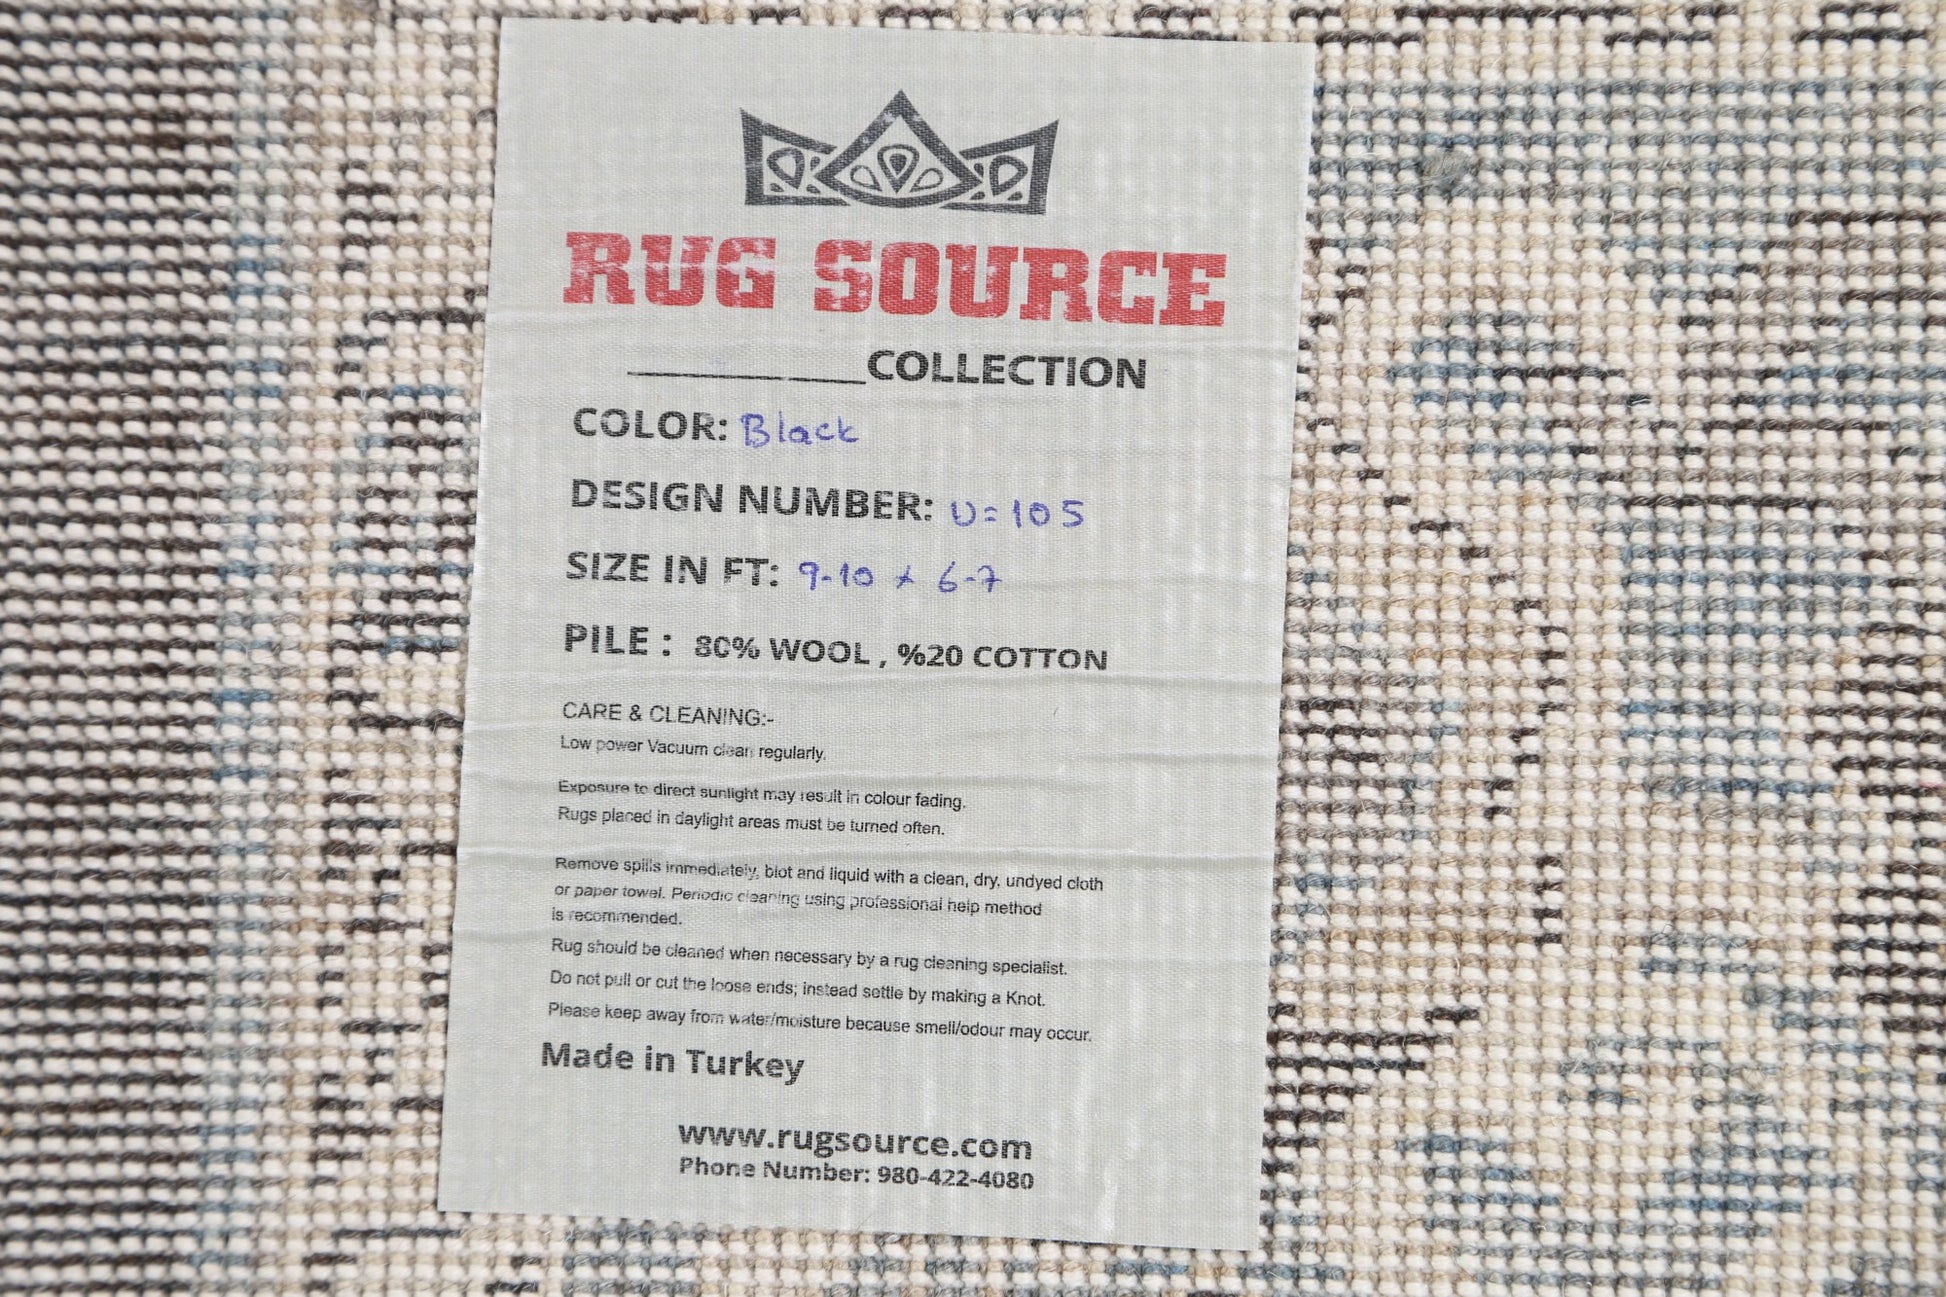 RUG SOURCE
__________COLLECTION
COLOR: Black
DESIGN NUMBER: U=105
SIZE IN FT: 9-10 x 6-7
PILE : 80% WOOL , %20 COTTON
CARE & CLEANING:-
Low power Vacuum clean regularly.
Exposure to direct sunlight may result in colour fading.
Rugs placed in daylight areas must be turned often.
Remove spills immediately, blot and liquid with a clean, dry, undyed cloth
or paper towel. Periodic cleaning using professional help method
is recommended.
Rug should be cleaned when necessary by a rug cleaning specialist.
Do not pull or cut the loose ends; instead settle by making a Knot.
Please keep away from water/moisture because smell/odour may occur.
Made in Turkey
www.rugsource.com
Phone Number: 980-422-4080